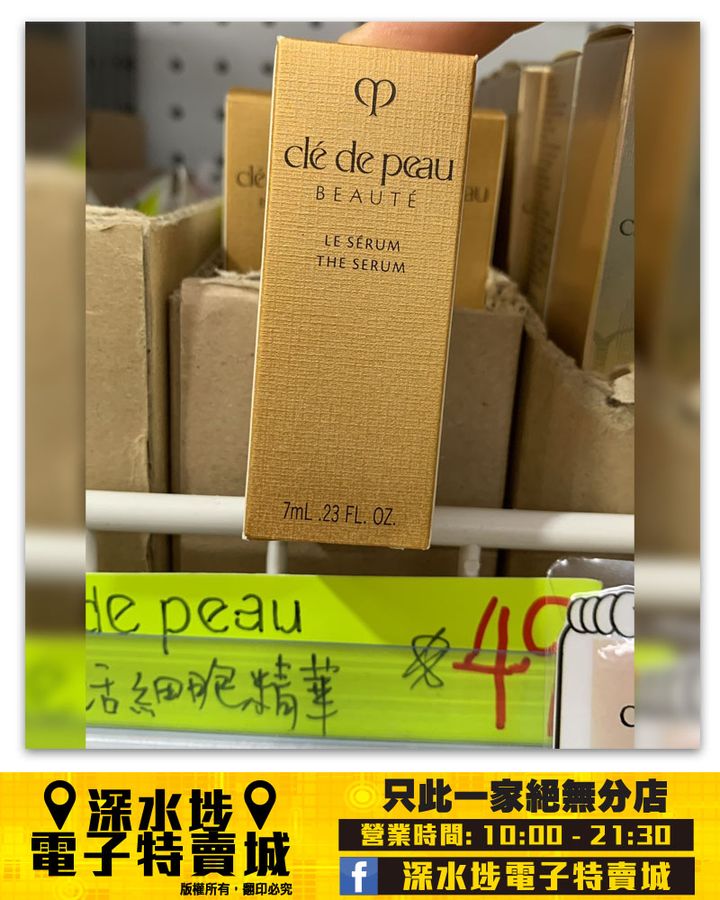 clé de peau
BEAUTÉ
LE SÉRUM
THE SERUM
7mL .23 FL. OZ.
de peau
活細胞精華
$49
深水埗
電子特賣城
版權所有，翻印必究
只此一家絕無分店
營業時間: 10:00 - 21:30
f 深水埗電子特賣城